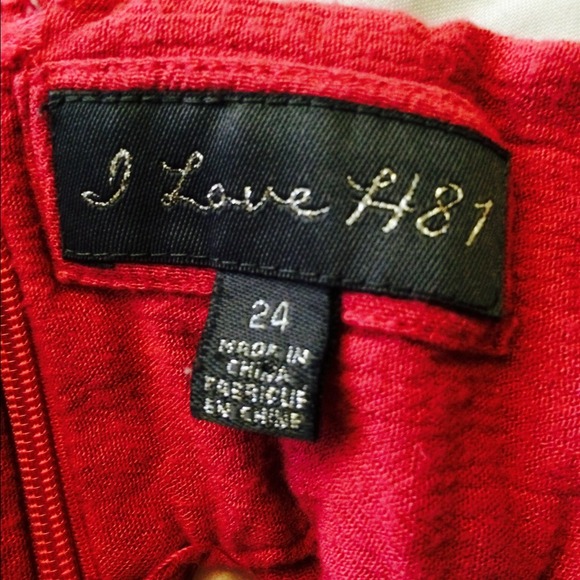 I Love H81
24
MADE IN
CHINA
FABRIQUE
EN CHINE